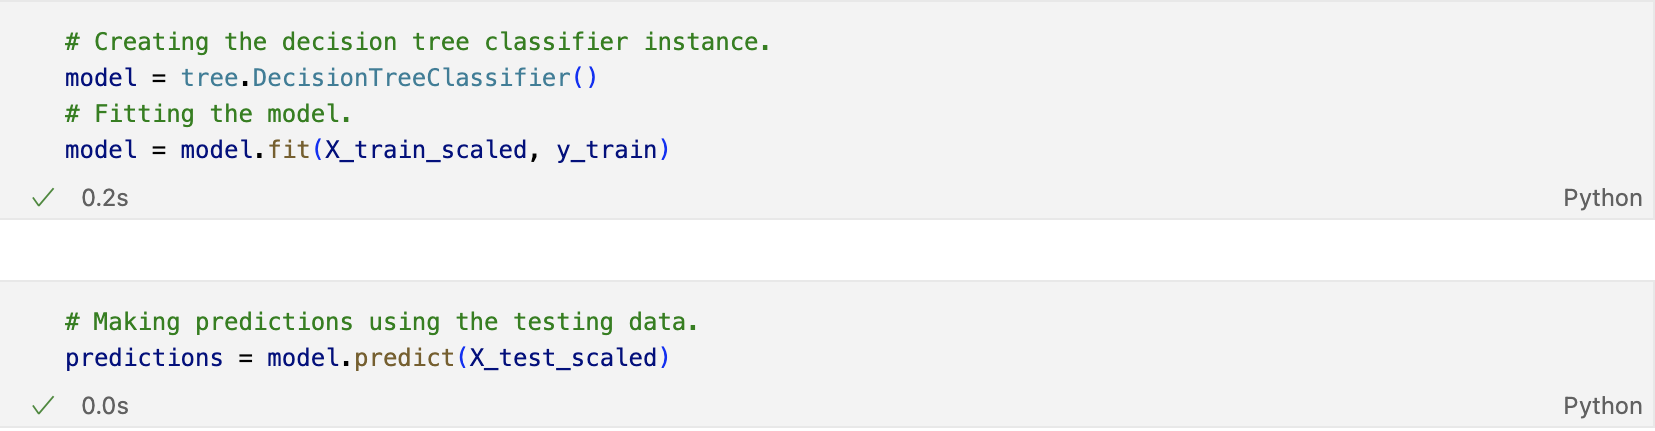 # Creating the decision tree classifier instance.
model = tree.DecisionTreeClassifier()
# Fitting the model.
model = model.fit(X_train_scaled, y_train)
0.2s Python
# Making predictions using the testing data.
predictions = model.predict(X_test_scaled)
0.0s Python